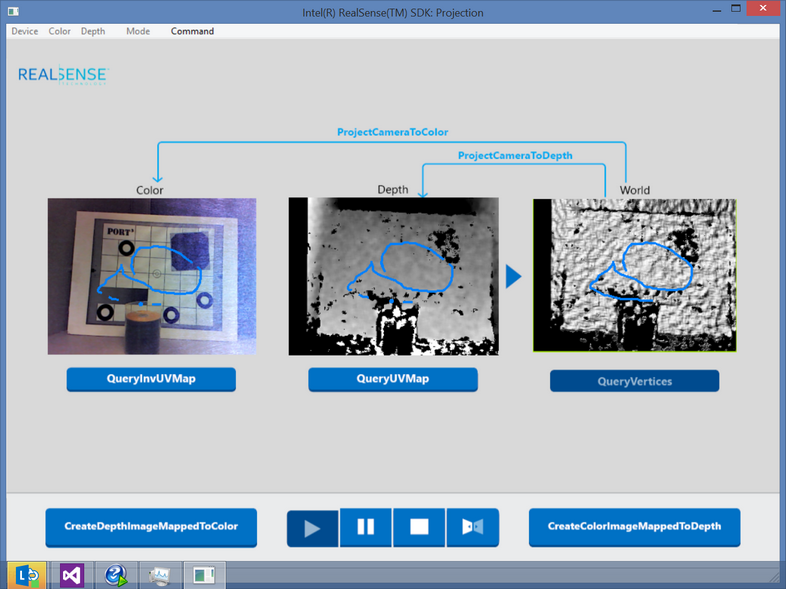 Intel(R) RealSense(TM) SDK: Projection
Device Color Depth Mode Command
REALSENSE
TECHNOLOGY
ProjectCameraToColor
ProjectCameraToDepth
Color Depth World
PORT
QueryInvUVMap QueryUVMap QueryVertices
CreateDepthImageMappedToColor CreateColorImageMappedToDepth